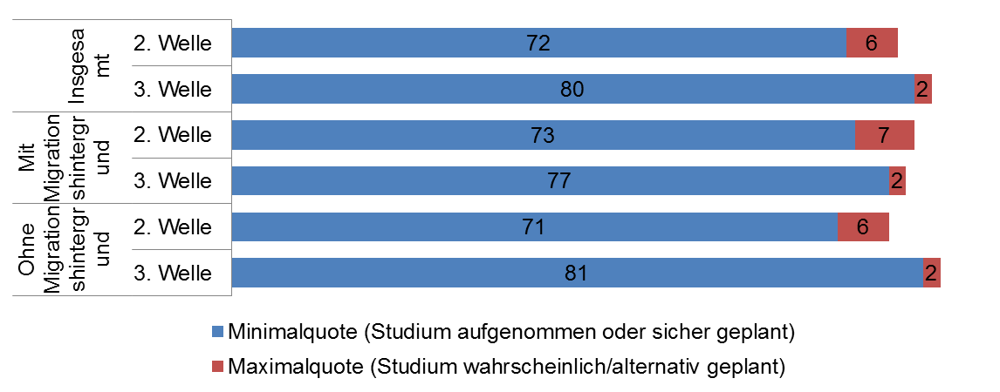 Insgesa
mt
2. Welle
72
6
3. Welle
80
2
Mit
Migration
shintergr
und
2. Welle
73
7
3. Welle
77
2
Ohne
Migration
shintergr
und
2. Welle
71
6
3. Welle
81
2
Minimalquote (Studium aufgenommen oder sicher geplant)
Maximalquote (Studium wahrscheinlich/alternativ geplant)